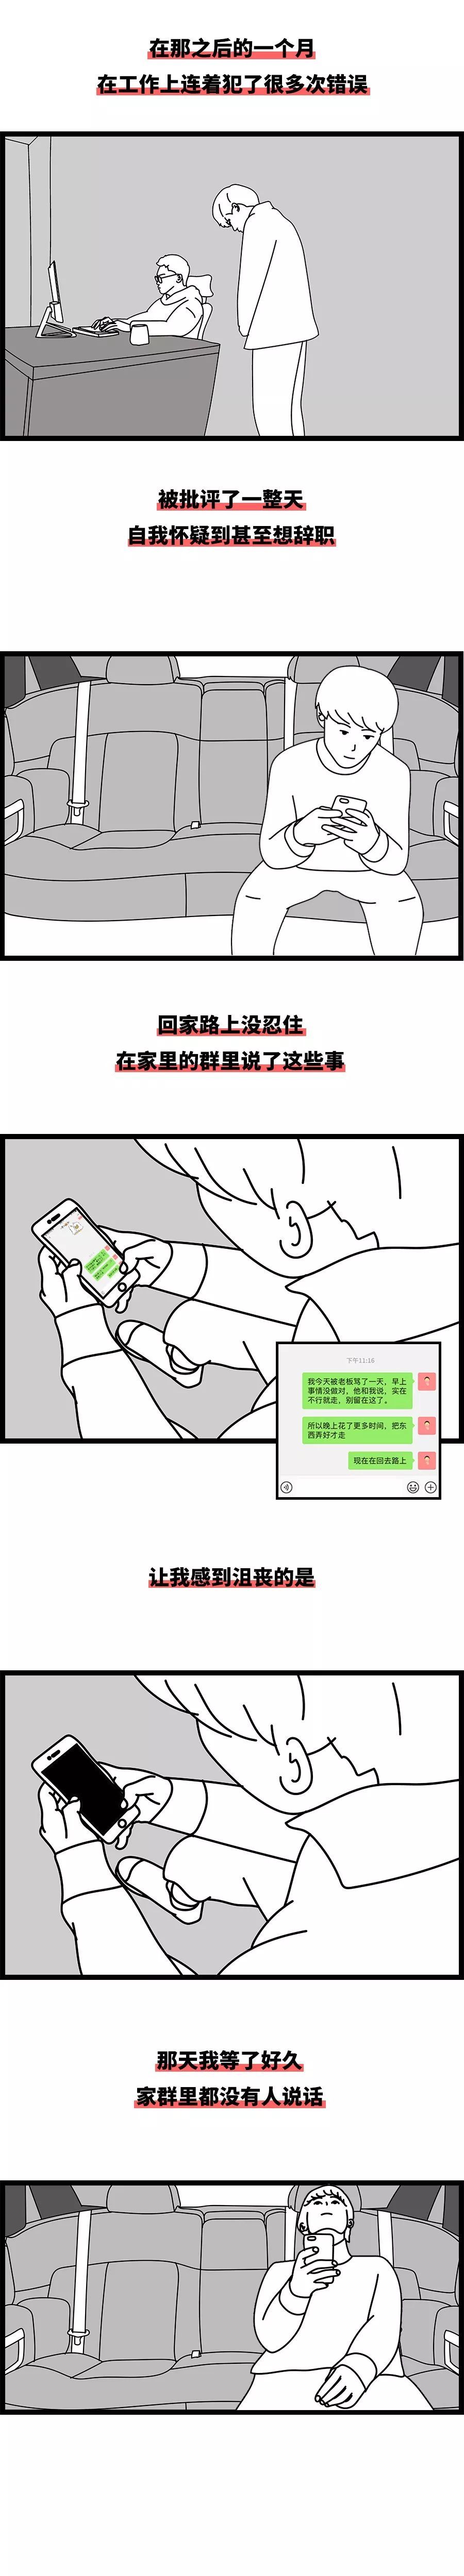 在那之后的一个月
在工作上连着犯了很多次错误
被批评了一整天
自我怀疑到甚至想辞职
回家路上没忍住
在家里的群里说了这些事
下午11:16
我今天被老板骂了一天，早上
事情没做对，他和我说，实在
不行就走，别留在这了。
所以晚上花了更多时间，把东
西弄好才走
现在在回去路上
让我感到沮丧的是
那天我等了好久
家群里都没有人说话